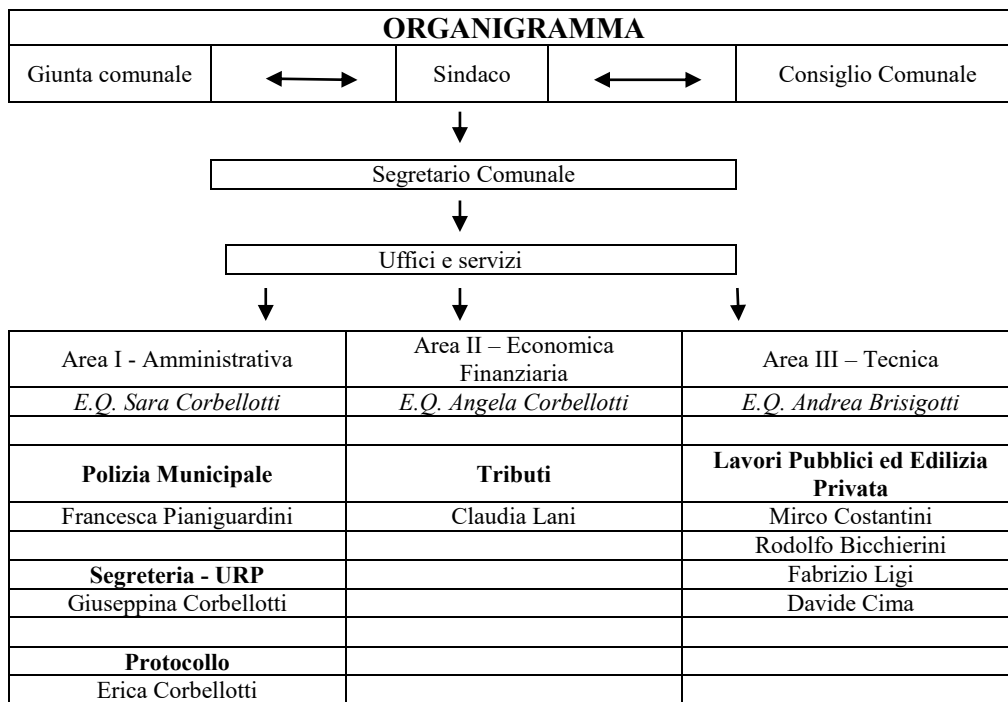 ORGANIGRAMMA
Giunta comunale
Sindaco
Consiglio Comunale
Segretario Comunale
Uffici e servizi
Area I - Amministrativa
Area II – Economica
Finanziaria
Area III – Tecnica
E.Q. Sara Corbellotti
E.Q. Angela Corbellotti
E.Q. Andrea Brisigotti
Polizia Municipale
Tributi
Lavori Pubblici ed Edilizia
Privata
Francesca Pianiguardini
Claudia Lani
Mirco Costantini
Rodolfo Bicchierini
Segreteria - URP
Fabrizio Ligi
Giuseppina Corbellotti
Davide Cima
Protocollo
Erica Corbellotti